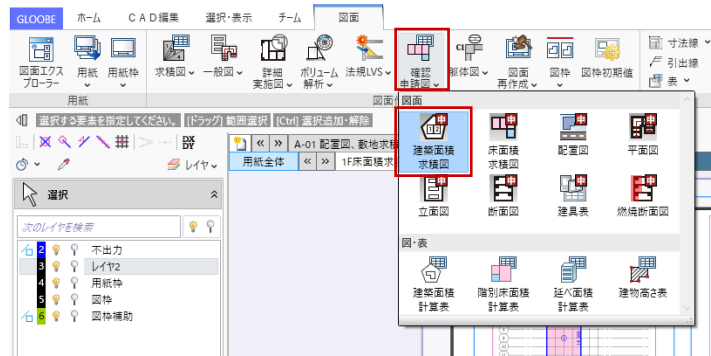 GLOOBE ホーム CAD編集 選択・表示 チーム 図面
図面エクス
プローラー
用紙
用紙枠
求積図
一般図
詳細
実施図
ボリューム
解析
法規LVS
確認
申請図
躯体図
図面
再作成
図枠
図枠初期値
寸法線
引出線
表
用紙
図面
選択する要素を指定してください。 [ドラッグ] 範囲選択 [Ctrl] 選択追加・解除
DX
DY
« » A-01 配置図、敷地求積
レイヤ
用紙全体 « » 1F床面積求
選択
次のレイヤを検索
2 不出力
3 レイヤ2
4 用紙枠
5 図枠
6 図枠補助
図面
建築面積
求積図
床面積
求積図
配置図
平面図
立面図
断面図
建具表
燃焼断面図
図・表
建築面積
計算表
階別床面積
計算表
延べ面積
計算表
建物高さ表